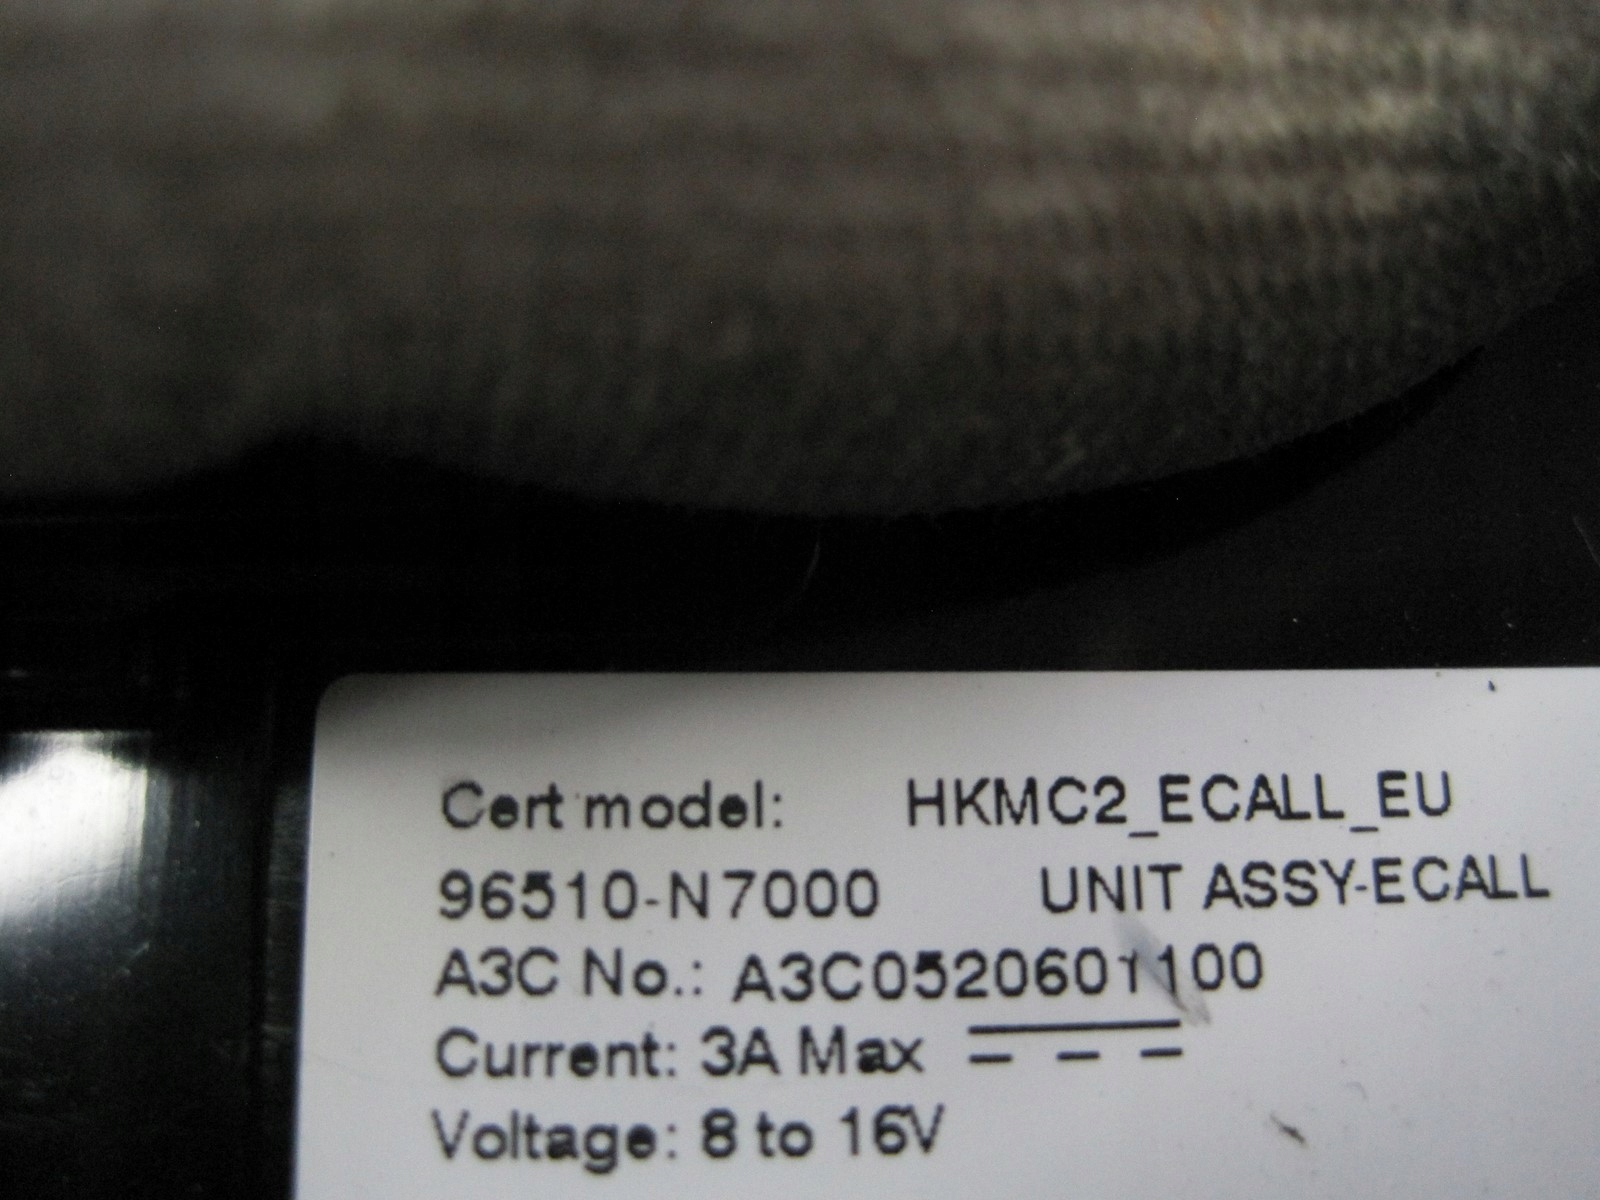 Cert model: HKMC2_ECALL_EU
96510-N7000 UNIT ASSY-ECALL
A3C No.: A3C0520601100
Current: 3A Max
Voltage: 8 to 16V